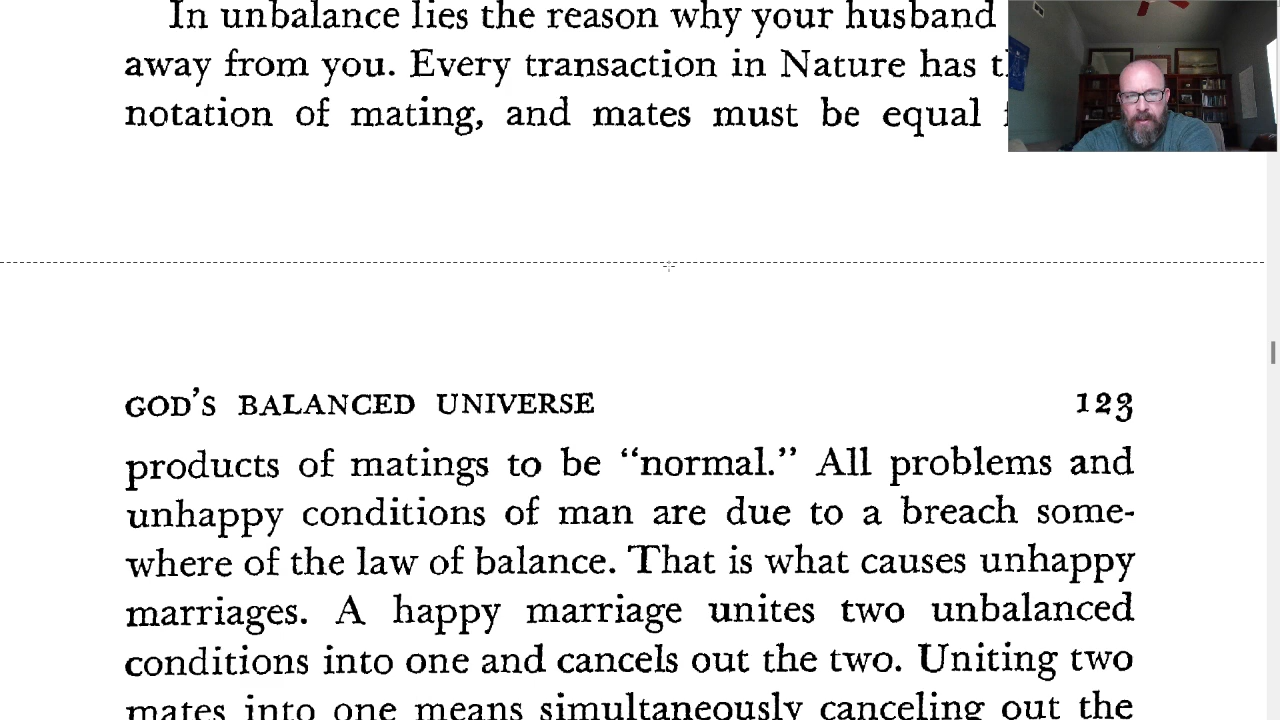 In unbalance lies the reason why your husband
away from you. Every transaction in Nature has
notation of mating, and mates must be equal
GOD'S BALANCED UNIVERSE 123
products of matings to be “normal.” All problems and
unhappy conditions of man are due to a breach some-
where of the law of balance. That is what causes unhappy
marriages. A happy marriage unites two unbalanced
conditions into one and cancels out the two. Uniting two
mates into one means simultaneously canceling out the